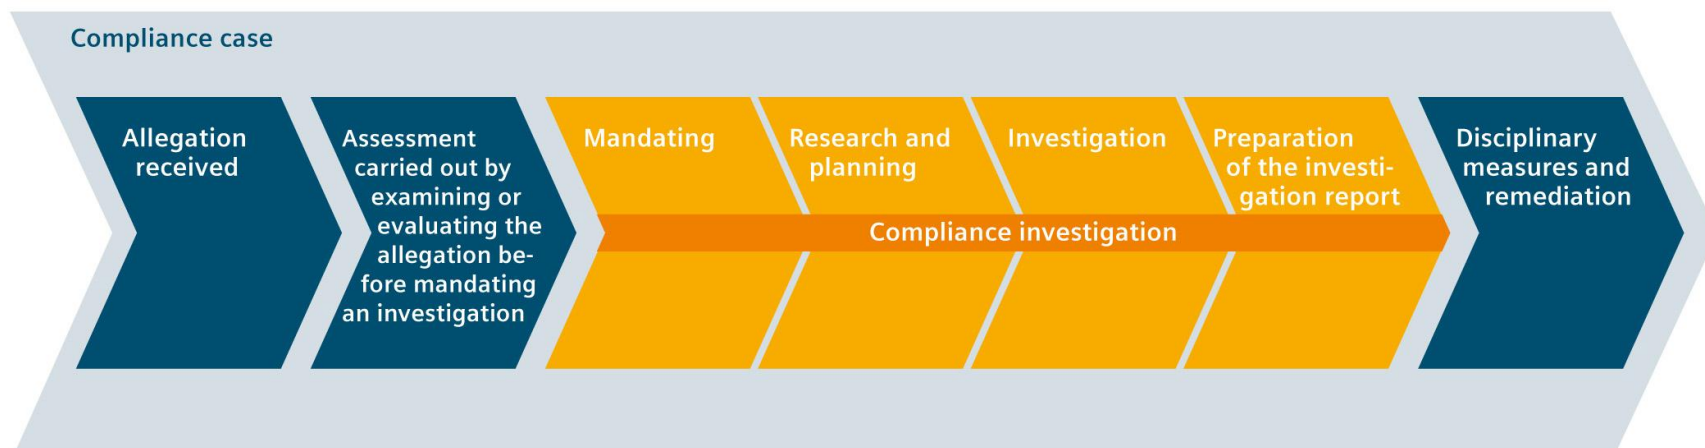 Compliance case
Allegation
received
Assessment
carried out by
examining or
evaluating the
allegation be-
fore mandating
an investigation
Mandating
Research and
planning
Investigation
Preparation
of the investi-
gation report
Compliance investigation
Disciplinary
measures and
remediation